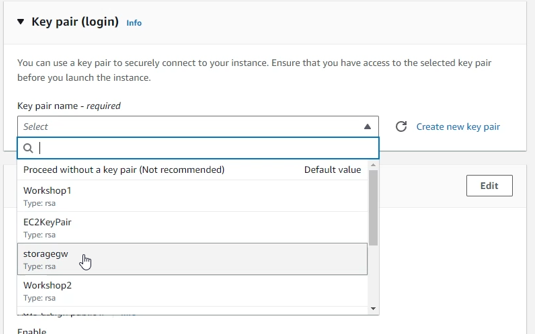 Key pair (login) Info
You can use a key pair to securely connect to your instance. Ensure that you have access to the selected key pair
before you launch the instance.
Key pair name - required
Select
Create new key pair
Proceed without a key pair (Not recommended) Default value
Workshop1
Type: rsa
Edit
EC2KeyPair
Type: rsa
storagegw
Type: rsa
Workshop2
Type: rsa
Enable